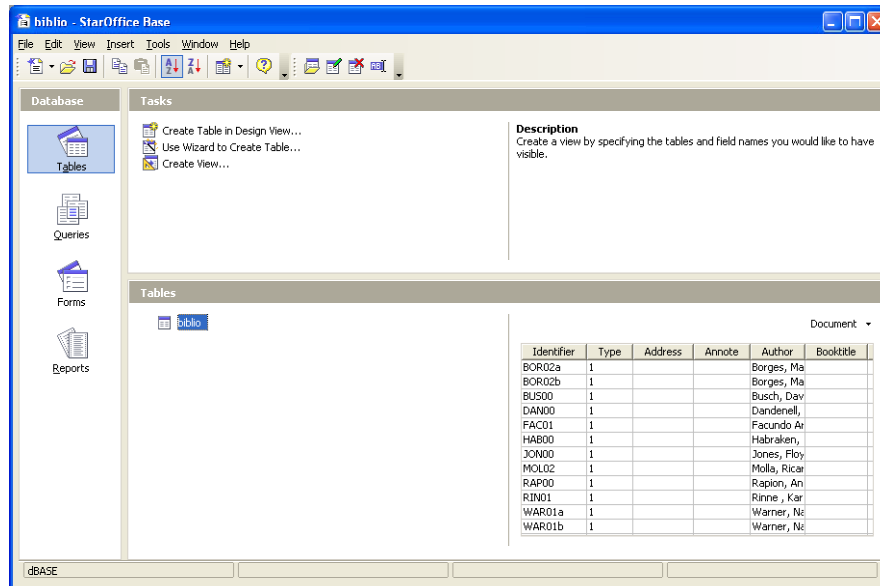 biblio - StarOffice Base
File Edit View Insert Tools Window Help
Database
Tables
Queries
Forms
Reports
Tasks
Create Table in Design View...
Use Wizard to Create Table...
Create View...
Description
Create a view by specifying the tables and field names you would like to have
visible.
Tables
biblio
Document
Identifier Type Address Annote Author Booktitle
BOR02a 1 Borges, Ma
BOR02b 1 Borges, Ma
BUS00 1 Busch, Dav
DAN00 1 Dandenell,
FAC01 1 Facundo Ar
HAB00 1 Habraken,
JON00 1 Jones, Floy
MOL02 1 Molla, Ricar
RAP00 1 Rapion, An
RIN01 1 Rinne , Kar
WAR01a 1 Warner, Na
WAR01b 1 Warner, Na
dBASE